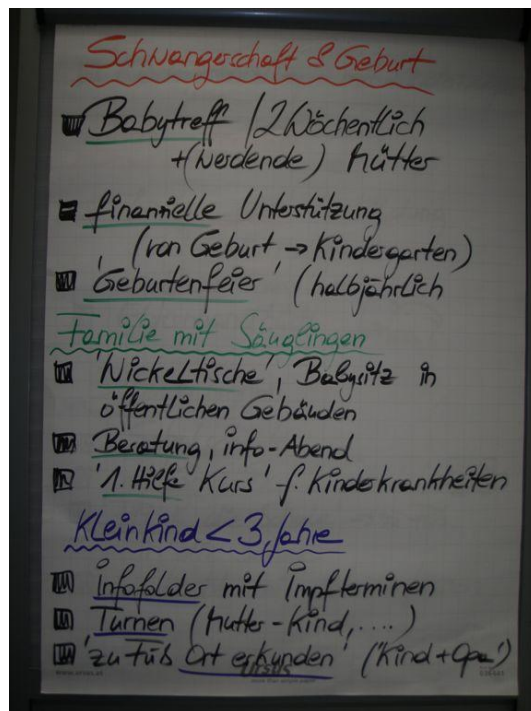 Schwangerschaft & Geburt
Babytreff / 2 Wöchentlich
+ (werdende) Mütter
finanzielle Unterstützung
(von Geburt → Kindergarten)
'Geburtenfeier' (halbjährlich
Familie mit Säuglingen
'Wickeltische', Babysitz in
öffentlichen Gebäuden
Beratung, info-Abend
'1. Hilfe Kurs' f. Kinderkrankheiten
Kleinkind < 3 Jahre
Infofolder mit Impfterminen
Turnen (Mutter-Kind, ....)
'zu Fuß Ort erkunden' ('Kind + Opa')
ursus